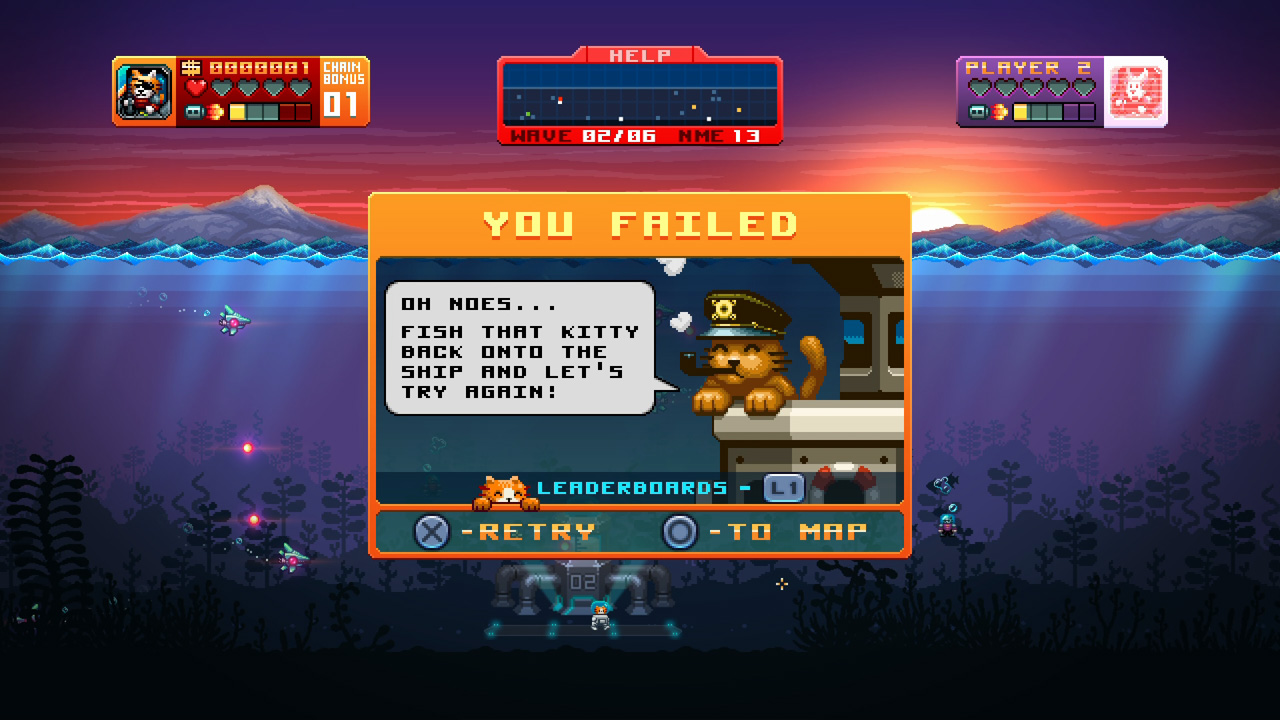 $ 0000001
CHAIN
BONUS
01
HELP
WAVE 02/06 NME 13
PLAYER 2
YOU FAILED
OH NOES...
FISH THAT KITTY
BACK ONTO THE
SHIP AND LET'S
TRY AGAIN!
LEADERBOARDS - L1
-RETRY
-TO MAP
02